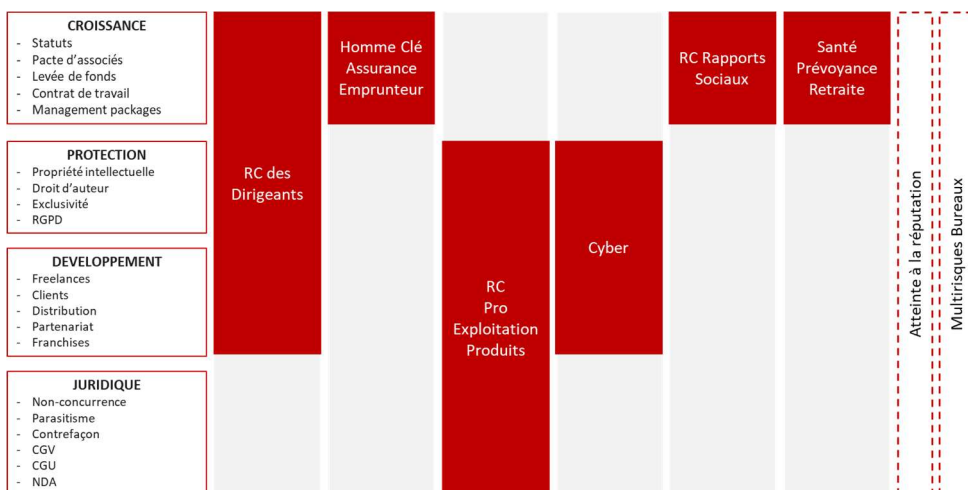 CROISSANCE
- Statuts
- Pacte d'associés
- Levée de fonds
- Contrat de travail
- Management packages
PROTECTION
- Propriété intellectuelle
- Droit d'auteur
- Exclusivité
- RGPD
DEVELOPPEMENT
- Freelances
- Clients
- Distribution
- Partenariat
- Franchises
JURIDIQUE
- Non-concurrence
- Parasitisme
- Contrefaçon
- CGV
- CGU
- NDA
RC des
Dirigeants
Homme Clé
Assurance
Emprunteur
RC
Pro
Exploitation
Produits
Cyber
RC Rapports
Sociaux
Santé
Prévoyance
Retraite
Atteinte à la réputation
Multirisques Bureaux